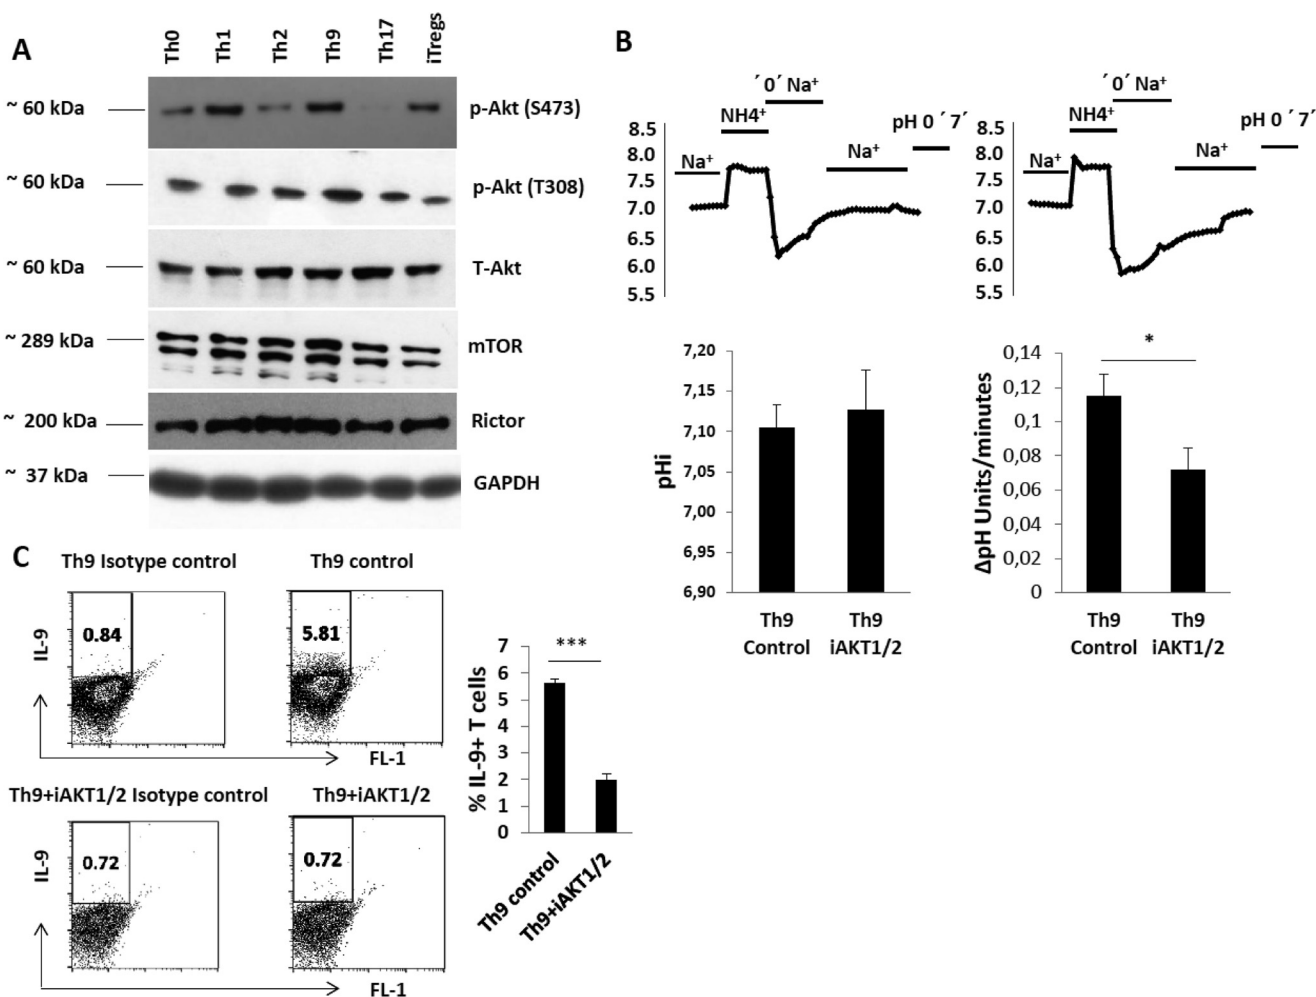 A
Th0
Th1
Th2
Th9
Th17
iTregs
~ 60 kDa
p-Akt (S473)
~ 60 kDa
p-Akt (T308)
~ 60 kDa
T-Akt
~ 289 kDa
mTOR
~ 200 kDa
Rictor
~ 37 kDa
GAPDH
B
´0´ Na⁺
NH4⁺
pH 0 ´7´
Na⁺
Na⁺
8.5
8.0
7.5
7.0
6.5
6.0
5.5
´0´ Na⁺
NH4⁺
pH 0 ´7´
Na⁺
Na⁺
8.5
8.0
7.5
7.0
6.5
6.0
5.5
pHi
7,20
7,15
7,10
7,05
7,00
6,95
6,90
Th9
Control
Th9
iAKT1/2
ΔpH Units/minutes
0,14
0,12
0,1
0,08
0,06
0,04
0,02
0
*
Th9
Control
Th9
iAKT1/2
C
Th9 Isotype control
Th9 control
IL-9
0.84
5.81
FL-1
Th9+iAKT1/2 Isotype control
Th9+iAKT1/2
IL-9
0.72
0.72
FL-1
% IL-9+ T cells
7
6
5
4
3
2
1
0
***
Th9 control
Th9+iAKT1/2